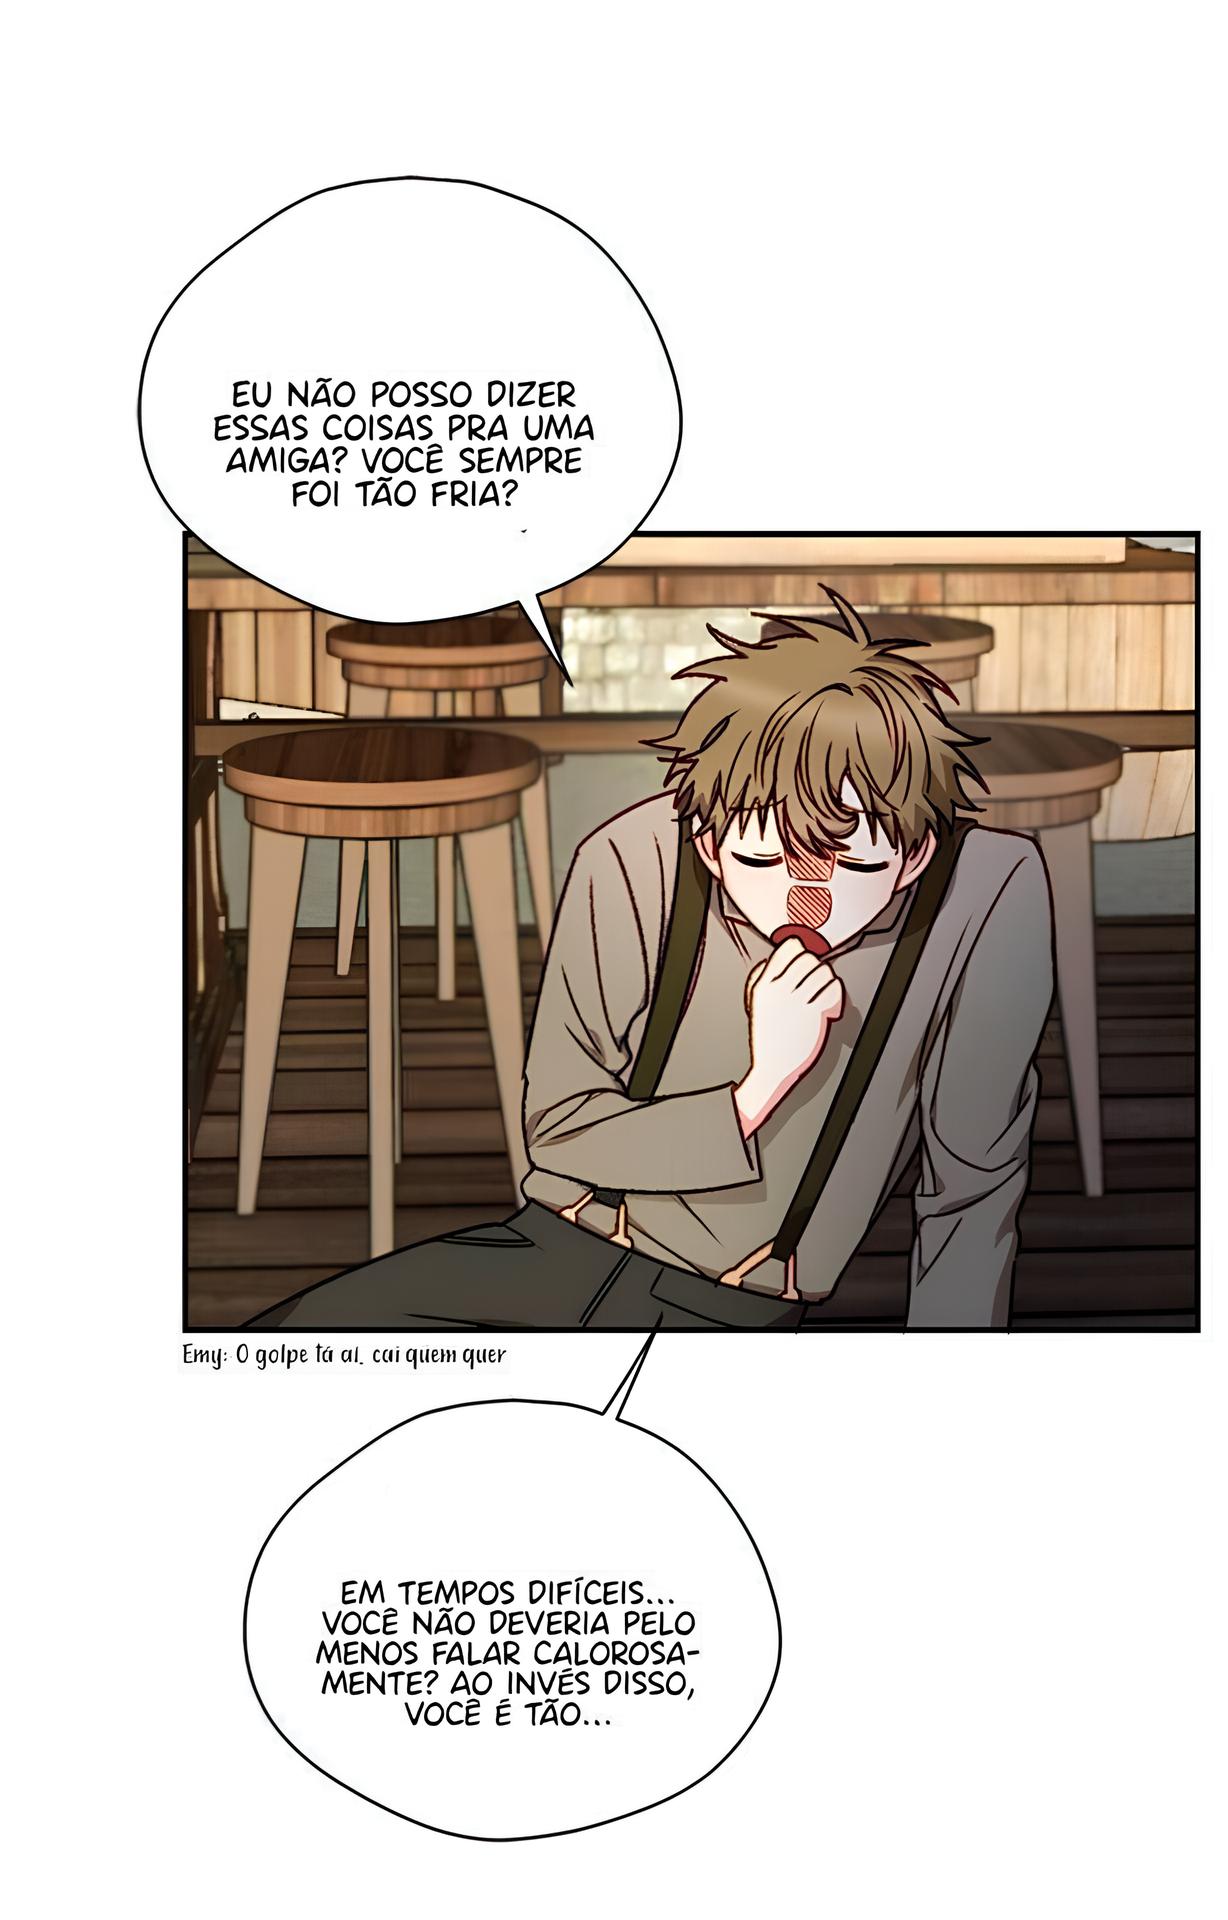 EU NÃO POSSO DIZER
ESSAS COISAS PRA UMA
AMIGA? VOCÊ SEMPRE
FOI TÃO FRIA?
Emy: O golpe tá aí, cai quem quer
EM TEMPOS DIFÍCEIS...
VOCÊ NÃO DEVERIA PELO
MENOS FALAR CALOROSA-
MENTE? AO INVÉS DISSO,
VOCÊ É TÃO...